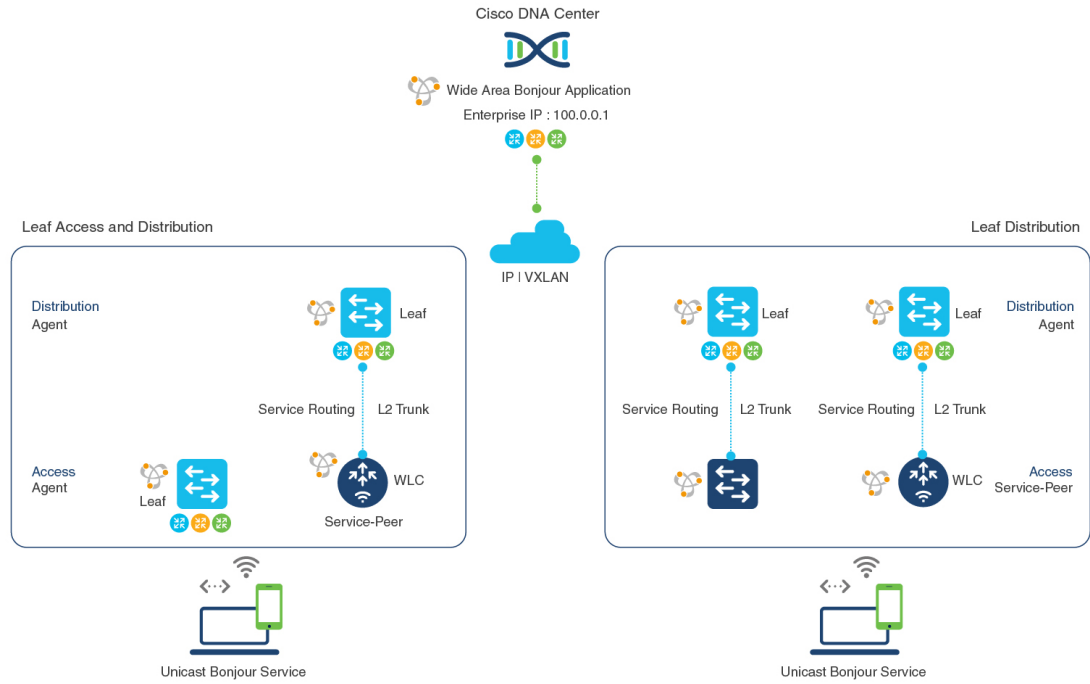 Cisco DNA Center
Wide Area Bonjour Application
Enterprise IP : 100.0.0.1
IP | VXLAN
Leaf Access and Distribution
Distribution
Agent
Leaf
Service Routing
L2 Trunk
Access
Agent
Leaf
WLC
Service-Peer
Unicast Bonjour Service
Leaf Distribution
Leaf
Leaf
Distribution
Agent
Service Routing
L2 Trunk
Service Routing
L2 Trunk
WLC
Access
Service-Peer
Unicast Bonjour Service